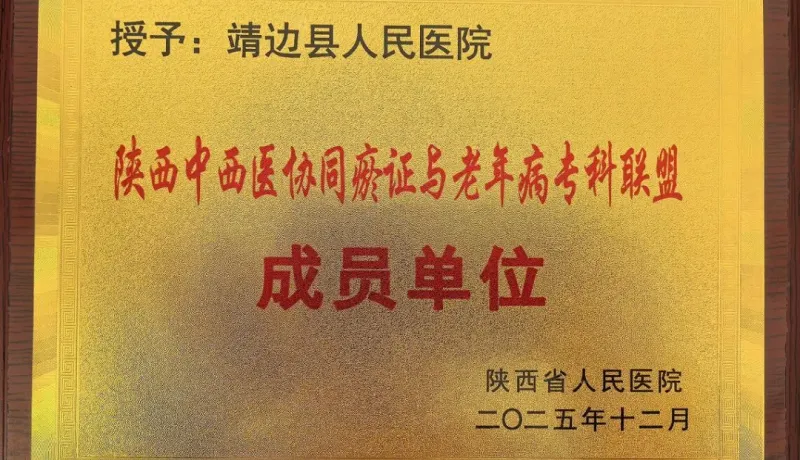 授予：靖边县人民医院
陕西中西医协同瘀证与老年病专科联盟
成员单位
陕西省人民医院
二〇二五年十二月